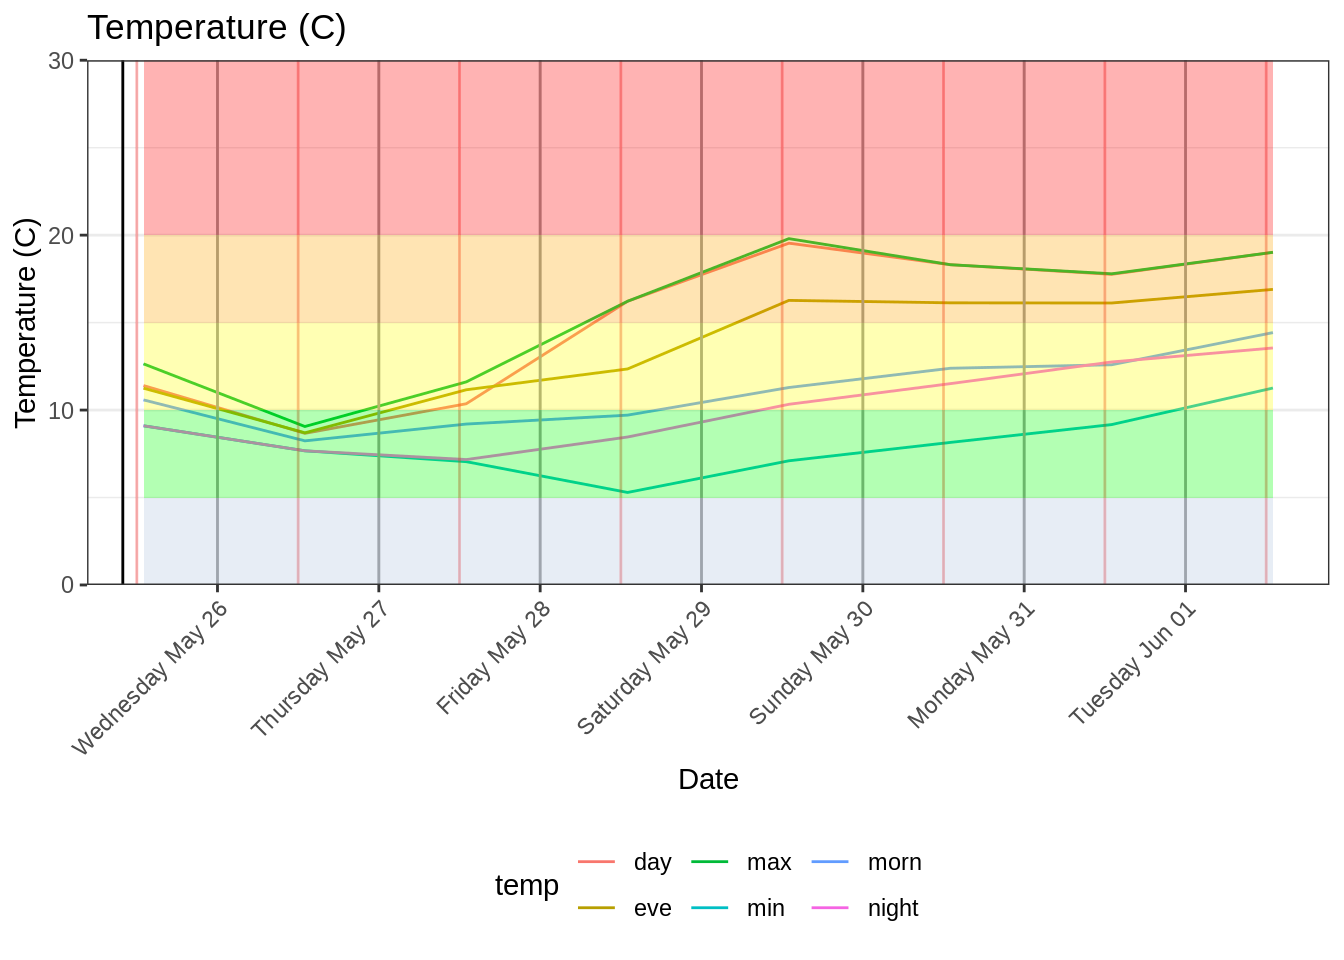 Temperature (C)
30
20
10
0
Temperature (C)
Wednesday May 26
Thursday May 27
Friday May 28
Saturday May 29
Sunday May 30
Monday May 31
Tuesday Jun 01
Date
temp
day
max
morn
eve
min
night